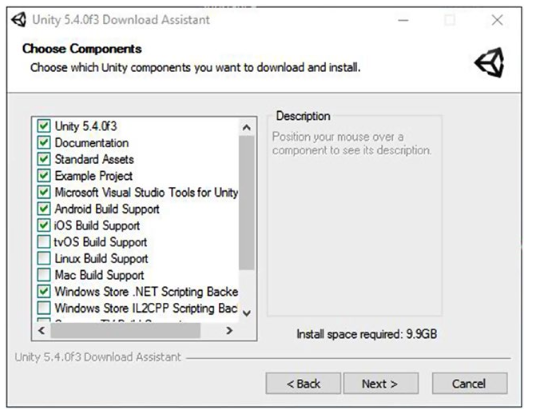 Unity 5.4.0f3 Download Assistant
Choose Components
Choose which Unity components you want to download and install.
Unity 5.4.0f3
Documentation
Standard Assets
Example Project
Microsoft Visual Studio Tools for Unity
Android Build Support
iOS Build Support
tvOS Build Support
Linux Build Support
Mac Build Support
Windows Store .NET Scripting Backe
Windows Store IL2CPP Scripting Bac
Description
Position your mouse over a
component to see its description.
Install space required: 9.9GB
Unity 5.4.0f3 Download Assistant
< Back
Next >
Cancel